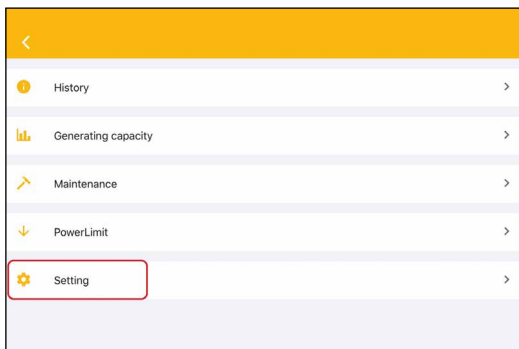 History
Generating capacity
Maintenance
PowerLimit
Setting